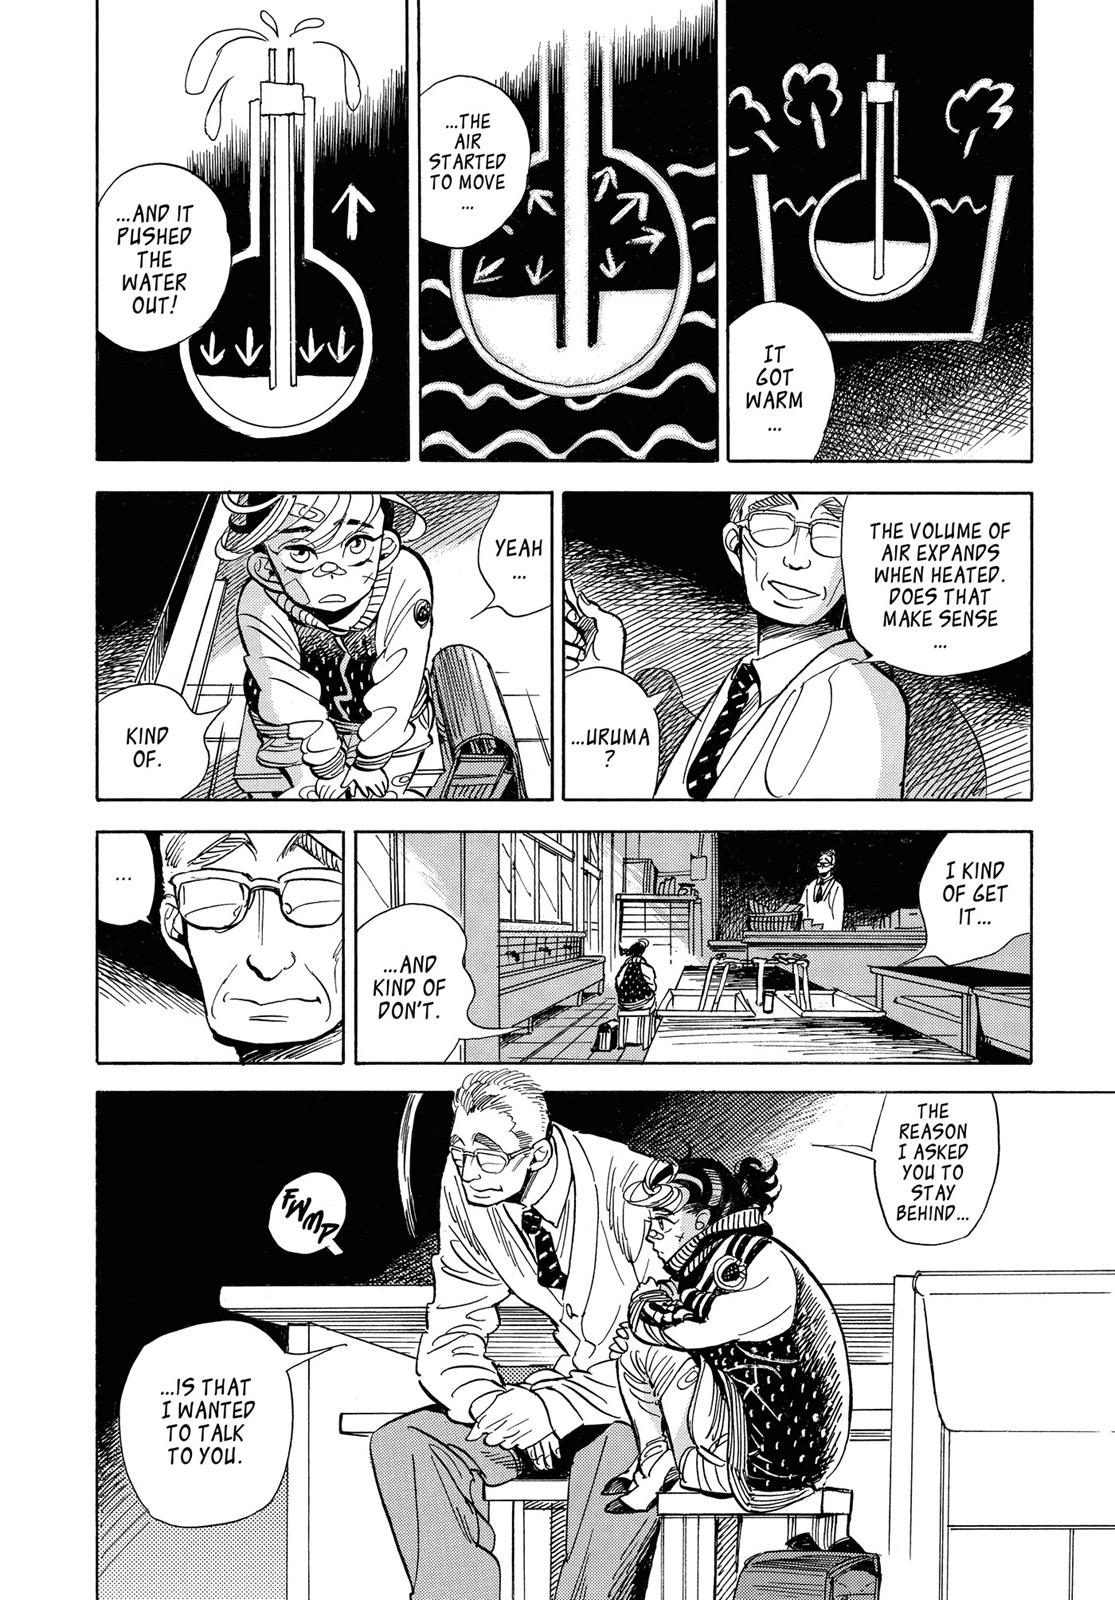 IT
GOT
WARM
...
...THE
AIR
STARTED
TO MOVE
...
...AND IT
PUSHED
THE
WATER
OUT!
THE VOLUME OF
AIR EXPANDS
WHEN HEATED.
DOES THAT
MAKE SENSE
...
...URUMA
?
YEAH
...
KIND
OF.
I KIND
OF GET
IT...
...AND
KIND OF
DON'T.
...
THE
REASON
I ASKED
YOU TO
STAY
BEHIND...
FWMP
...IS THAT
I WANTED
TO TALK
TO YOU.